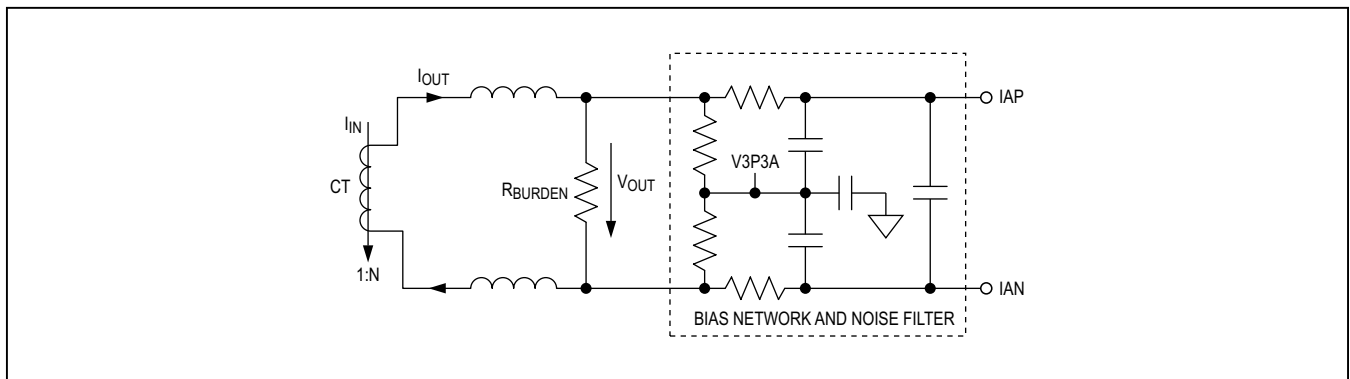 IOUT
IAP
IIN
V3P3A
CT
RBURDEN
VOUT
1:N
IAN
BIAS NETWORK AND NOISE FILTER